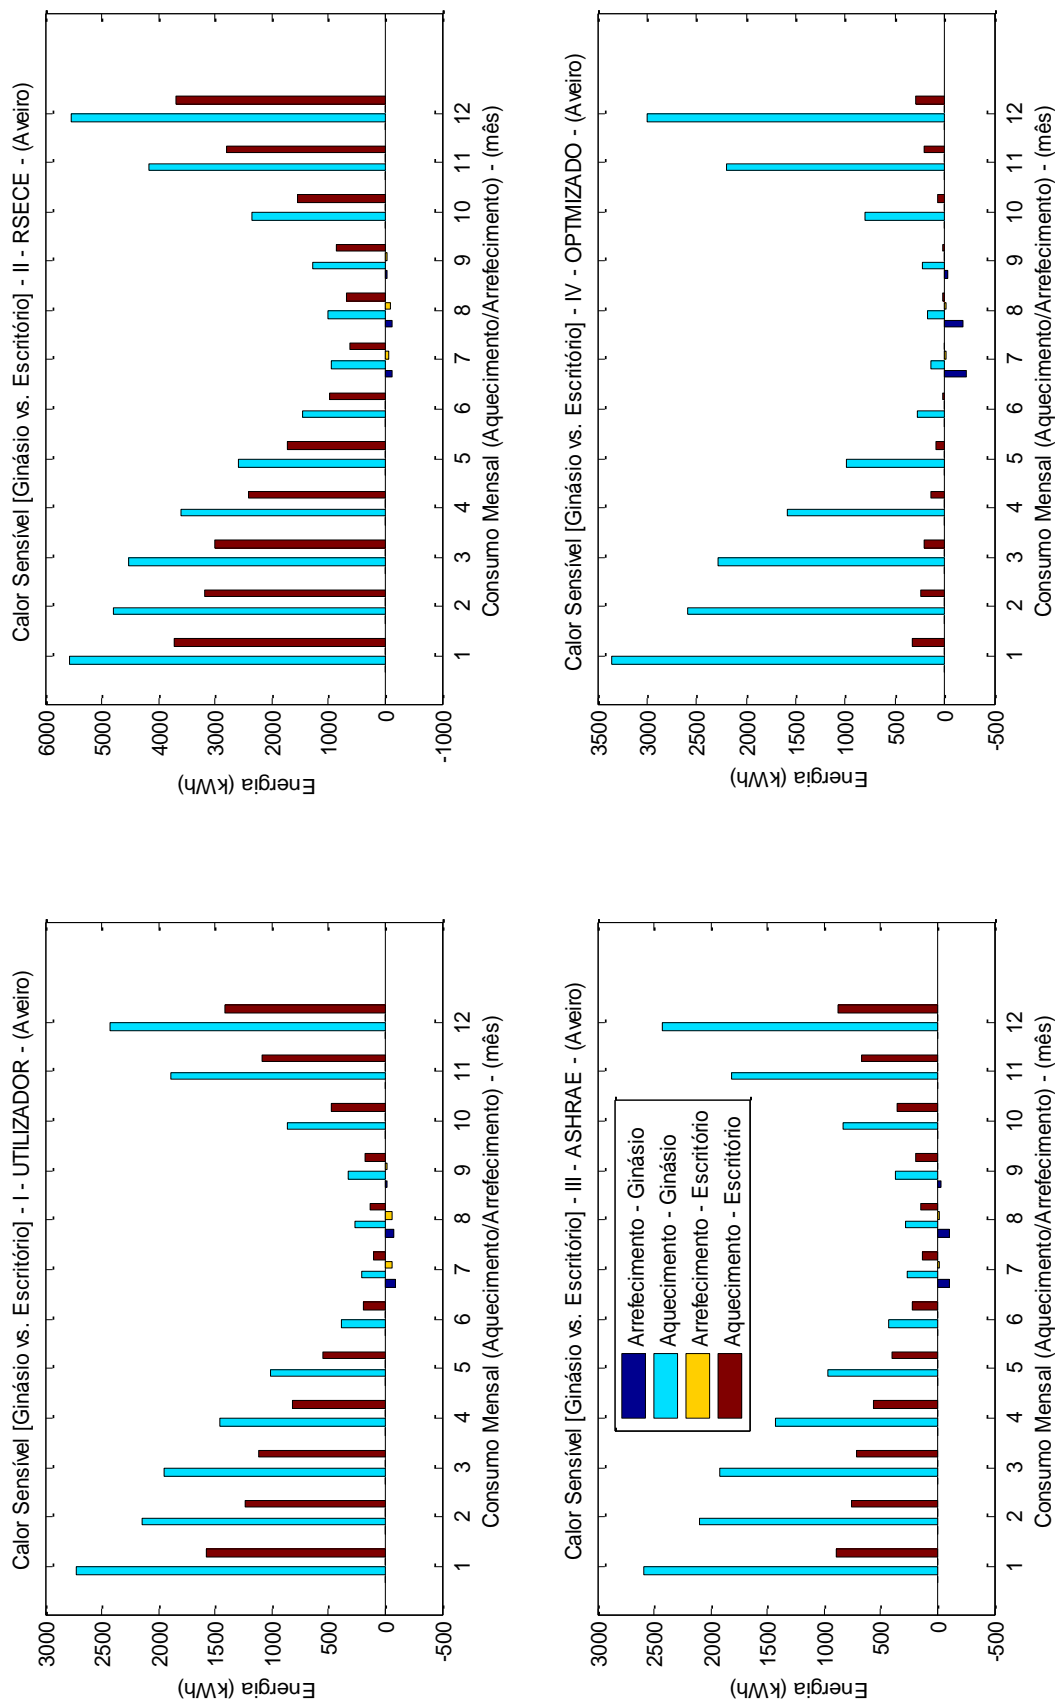 Calor Sensível [Ginásio vs. Escritório] - I - UTILIZADOR - (Aveiro)
3000
2500
2000
1500
1000
500
0
-500
Energia (kWh)
1 2 3 4 5 6 7 8 9 10 11 12
Consumo Mensal (Aquecimento/Arrefecimento) - (mês)
Calor Sensível [Ginásio vs. Escritório] - II - RSECE - (Aveiro)
6000
5000
4000
3000
2000
1000
0
-1000
Energia (kWh)
1 2 3 4 5 6 7 8 9 10 11 12
Consumo Mensal (Aquecimento/Arrefecimento) - (mês)
Calor Sensível [Ginásio vs. Escritório] - III - ASHRAE - (Aveiro)
3000
2500
2000
1500
1000
500
0
-500
Energia (kWh)
Arrefecimento - Ginásio
Aquecimento - Ginásio
Arrefecimento - Escritório
Aquecimento - Escritório
1 2 3 4 5 6 7 8 9 10 11 12
Consumo Mensal (Aquecimento/Arrefecimento) - (mês)
Calor Sensível [Ginásio vs. Escritório] - IV - OPTIMIZADO - (Aveiro)
3500
3000
2500
2000
1500
1000
500
0
-500
Energia (kWh)
1 2 3 4 5 6 7 8 9 10 11 12
Consumo Mensal (Aquecimento/Arrefecimento) - (mês)